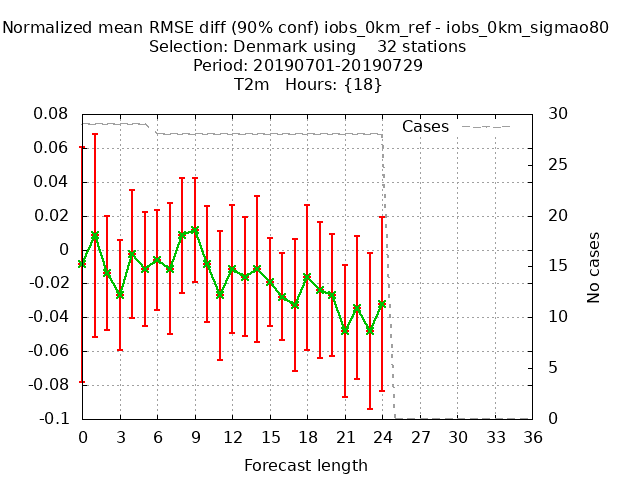 Normalized mean RMSE diff (90% conf) iobs_0km_ref - iobs_0km_sigmao80
Selection: Denmark using    32 stations
Period: 20190701-20190729
T2m   Hours: {18}
Cases
0.08
0.06
0.04
0.02
0
-0.02
-0.04
-0.06
-0.08
-0.1
30
25
20
15
10
5
0
No cases
0 3 6 9 12 15 18 21 24 27 30 33 36
Forecast length